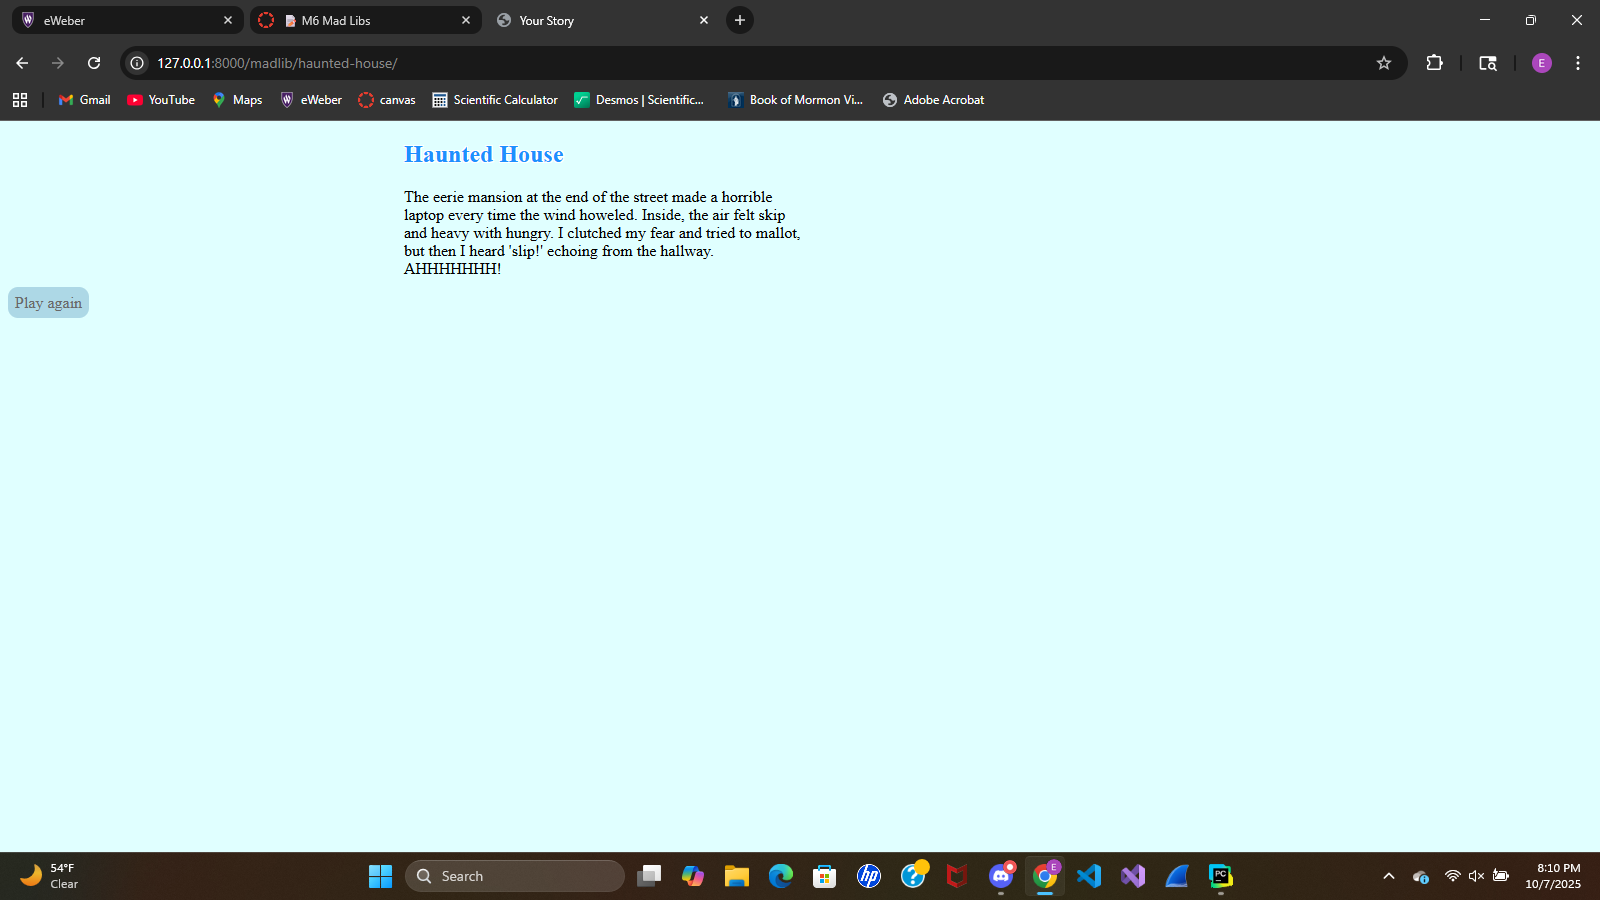 eWeber
M6 Mad Libs
Your Story
127.0.0.1:8000/madlib/haunted-house/
E
Gmail
YouTube
Maps
eWeber
canvas
Scientific Calculator
Desmos | Scientific...
Book of Mormon Vi...
Adobe Acrobat
Haunted House
The eerie mansion at the end of the street made a horrible
laptop every time the wind howeled. Inside, the air felt skip
and heavy with hungry. I clutched my fear and tried to mallot,
but then I heard 'slip!' echoing from the hallway.
AHHHHHHH!
Play again
54°F
Clear
Search
hp
E
PC
8:10 PM
10/7/2025